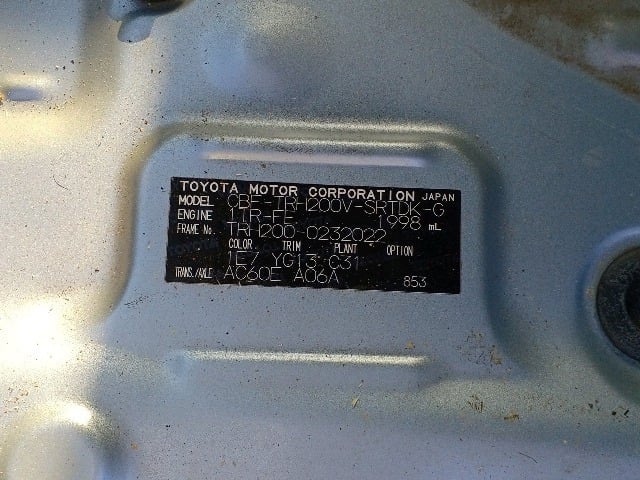 TOYOTA MOTOR CORPORATION JAPAN
MODEL CBF-TRH200V-SRTDK-G
ENGINE 1TR-FE 1998 mL
FRAME No. TRH200-0232022
COLOR TRIM PLANT OPTION
1E7 YG13 C31
TRANS./AXLE AC60E A06A 853